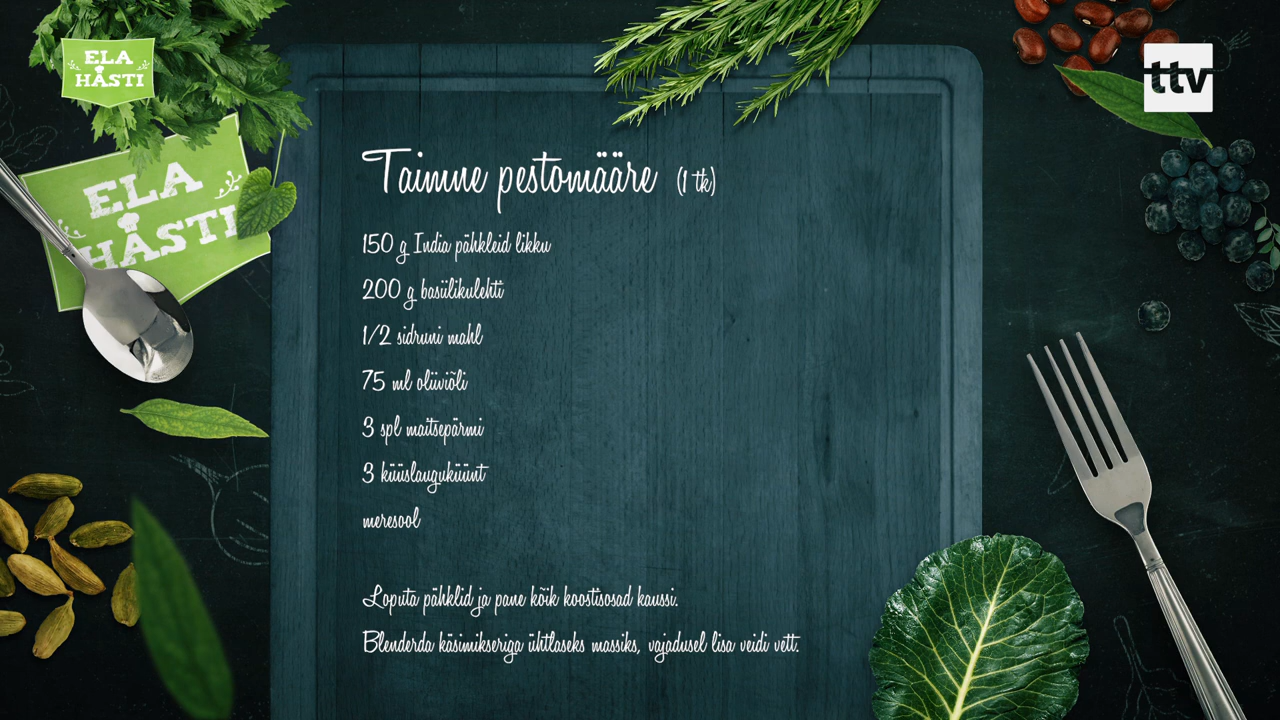 ELA
HÄSTI
ttv
ELA
HÄSTI
Taimne pestomääre (1 tk)
150 g India pähkleid likku
200 g basiilikulehti
1/2 sidruni mahl
75 ml oliiviõli
3 spl maitsepärmi
3 küüslauguküünt
meresool
Loputa pähklid ja pane kõik koostisosad kaussi.
Blenderda käsimikseriga ühtlaseks massiks, vajadusel lisa veidi vett.